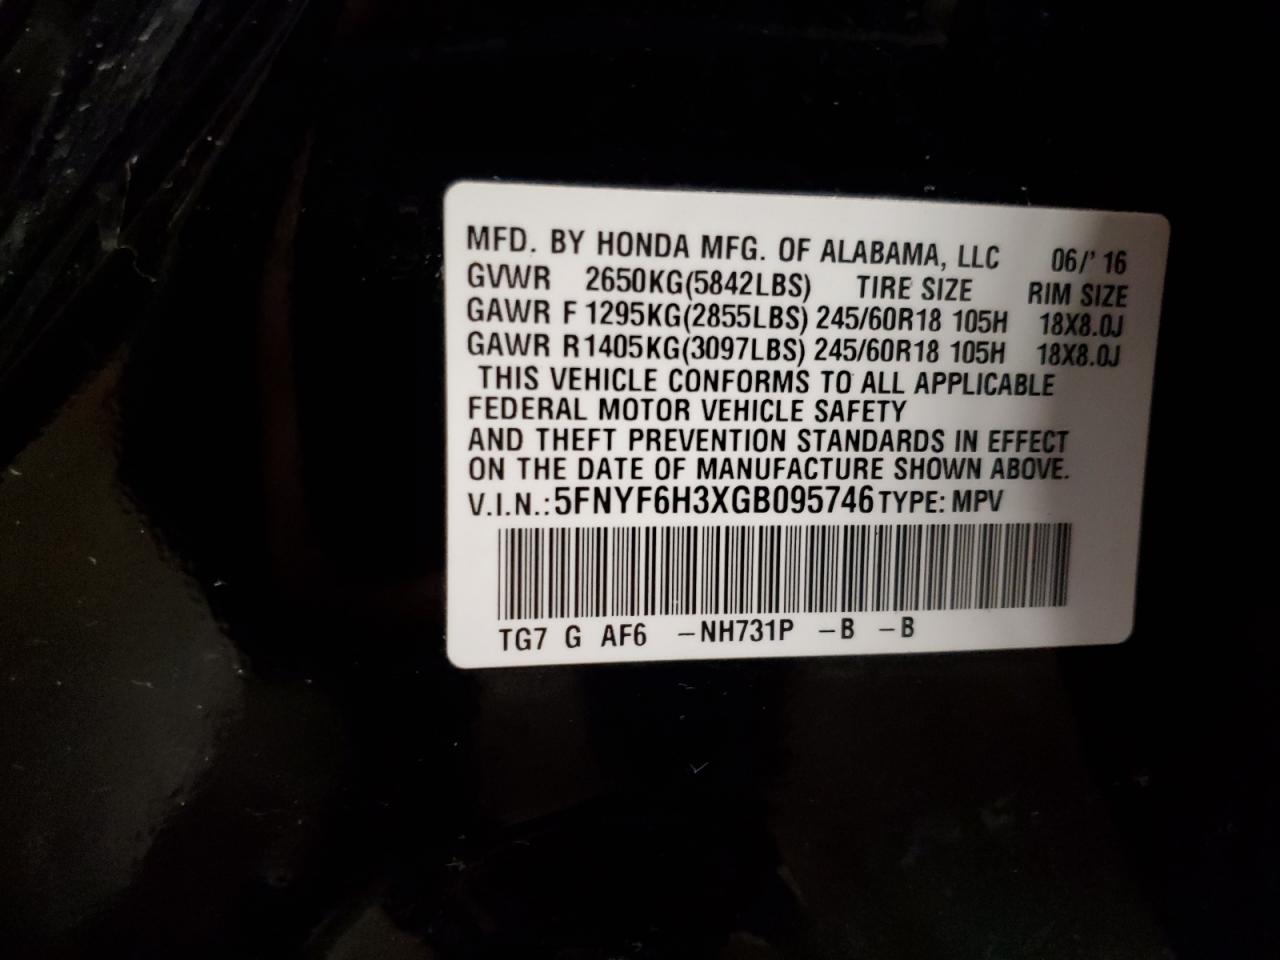 MFD. BY HONDA MFG. OF ALABAMA, LLC 06/' 16
GVWR 2650KG(5842LBS) TIRE SIZE RIM SIZE
GAWR F 1295KG(2855LBS) 245/60R18 105H 18X8.0J
GAWR R1405KG(3097LBS) 245/60R18 105H 18X8.0J
THIS VEHICLE CONFORMS TO ALL APPLICABLE
FEDERAL MOTOR VEHICLE SAFETY
AND THEFT PREVENTION STANDARDS IN EFFECT
ON THE DATE OF MANUFACTURE SHOWN ABOVE.
V.I.N.: 5FNYF6H3XGB095746 TYPE: MPV
TG7 G AF6 -NH731P -B -B